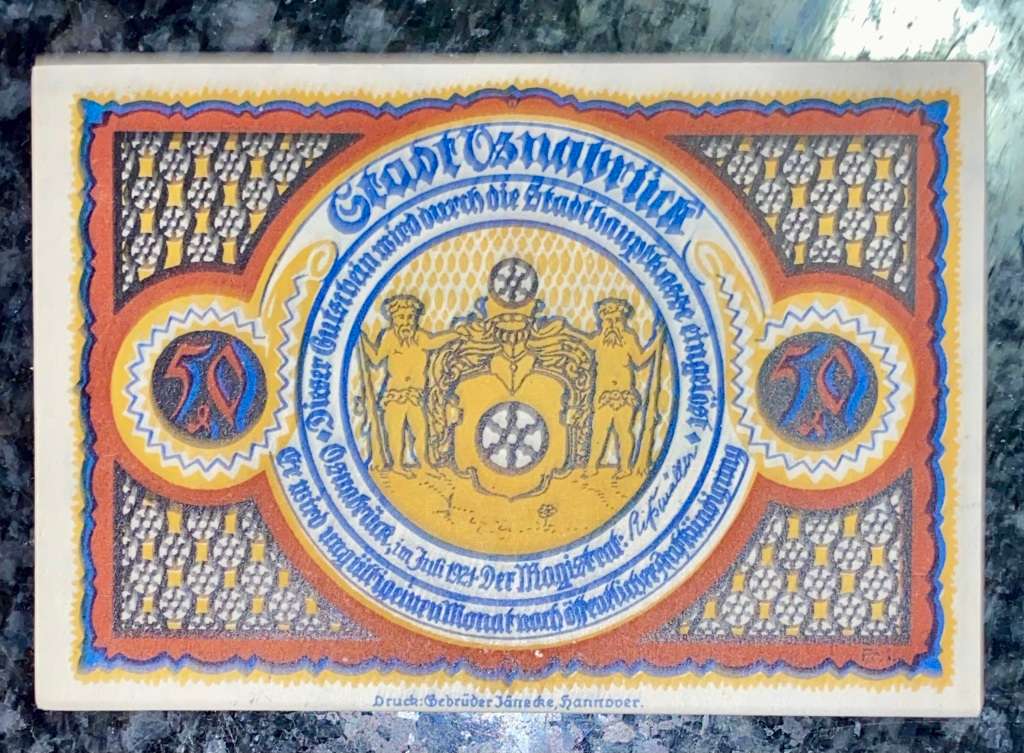 Stadt Osnabrück
Dieser Gutschein wird durch die Stadthauptkasse eingelöst
50
50
Osnabrück, im Juli 1921 · Der Magistrat:
Er wird ungültig einen Monat nach öffentlicher Aufkündigung
Druck: Gebrüder Jänecke, Hannover.